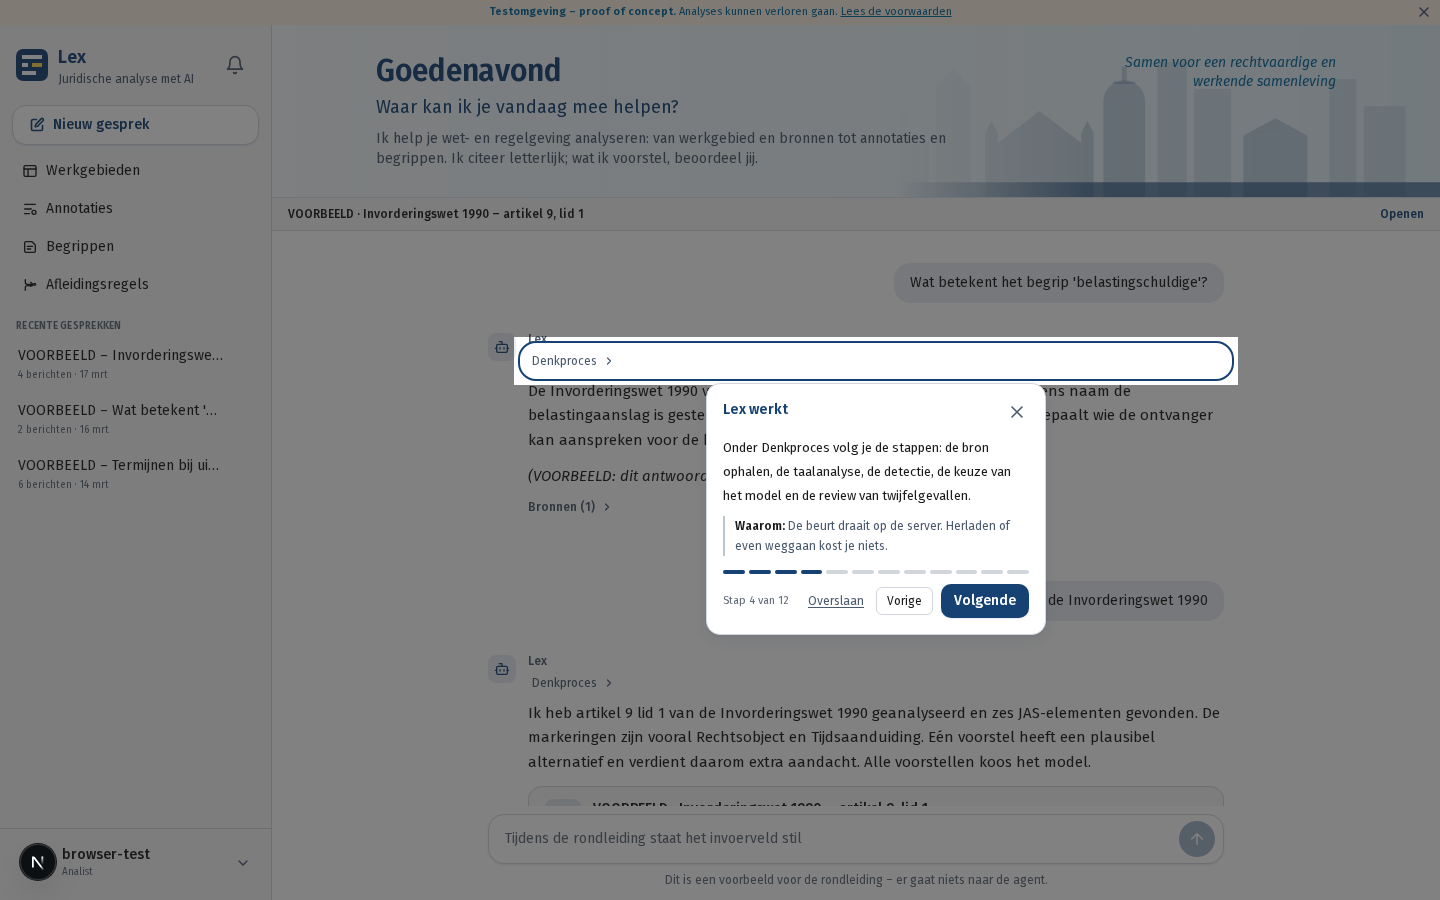 Testomgeving – proof of concept. Analyses kunnen verloren gaan. Lees de voorwaarden
Lex
Juridische analyse met AI
Nieuw gesprek
Werkgebieden
Annotaties
Begrippen
Afleidingsregels
RECENTE GESPREKKEN
VOORBEELD – Invorderingswe...
4 berichten · 17 mrt
VOORBEELD – Wat betekent '...
2 berichten · 16 mrt
VOORBEELD – Termijnen bij ui...
6 berichten · 14 mrt
N
browser-test
Analist
Goedenavond
Waar kan ik je vandaag mee helpen?
Ik help je wet- en regelgeving analyseren: van werkgebied en bronnen tot annotaties en
begrippen. Ik citeer letterlijk; wat ik voorstel, beoordeel jij.
Samen voor een rechtvaardige en
werkende samenleving
VOORBEELD · Invorderingswet 1990 – artikel 9, lid 1
Openen
Wat betekent het begrip 'belastingschuldige'?
Lex
Denkproces
De Invorderingswet 1990 v
ens naam de
belastingaanslag is geste
epaalt wie de ontvanger
kan aanspreken voor de
(VOORBEELD: dit antwoord
Bronnen (1)
Lex werkt
Onder Denkproces volg je de stappen: de bron
ophalen, de taalanalyse, de detectie, de keuze van
het model en de review van twijfelgevallen.
Waarom: De beurt draait op de server. Herladen of
even weggaan kost je niets.
Stap 4 van 12
Overslaan
Vorige
Volgende
de Invorderingswet 1990
Lex
Denkproces
Ik heb artikel 9 lid 1 van de Invorderingswet 1990 geanalyseerd en zes JAS-elementen gevonden. De
markeringen zijn vooral Rechtsobject en Tijdsaanduiding. Eén voorstel heeft een plausibel
alternatief en verdient daarom extra aandacht. Alle voorstellen koos het model.
VOORBEELD · Invorderingswet 1990 – artikel 9, lid 1
Tijdens de rondleiding staat het invoerveld stil
Dit is een voorbeeld voor de rondleiding – er gaat niets naar de agent.